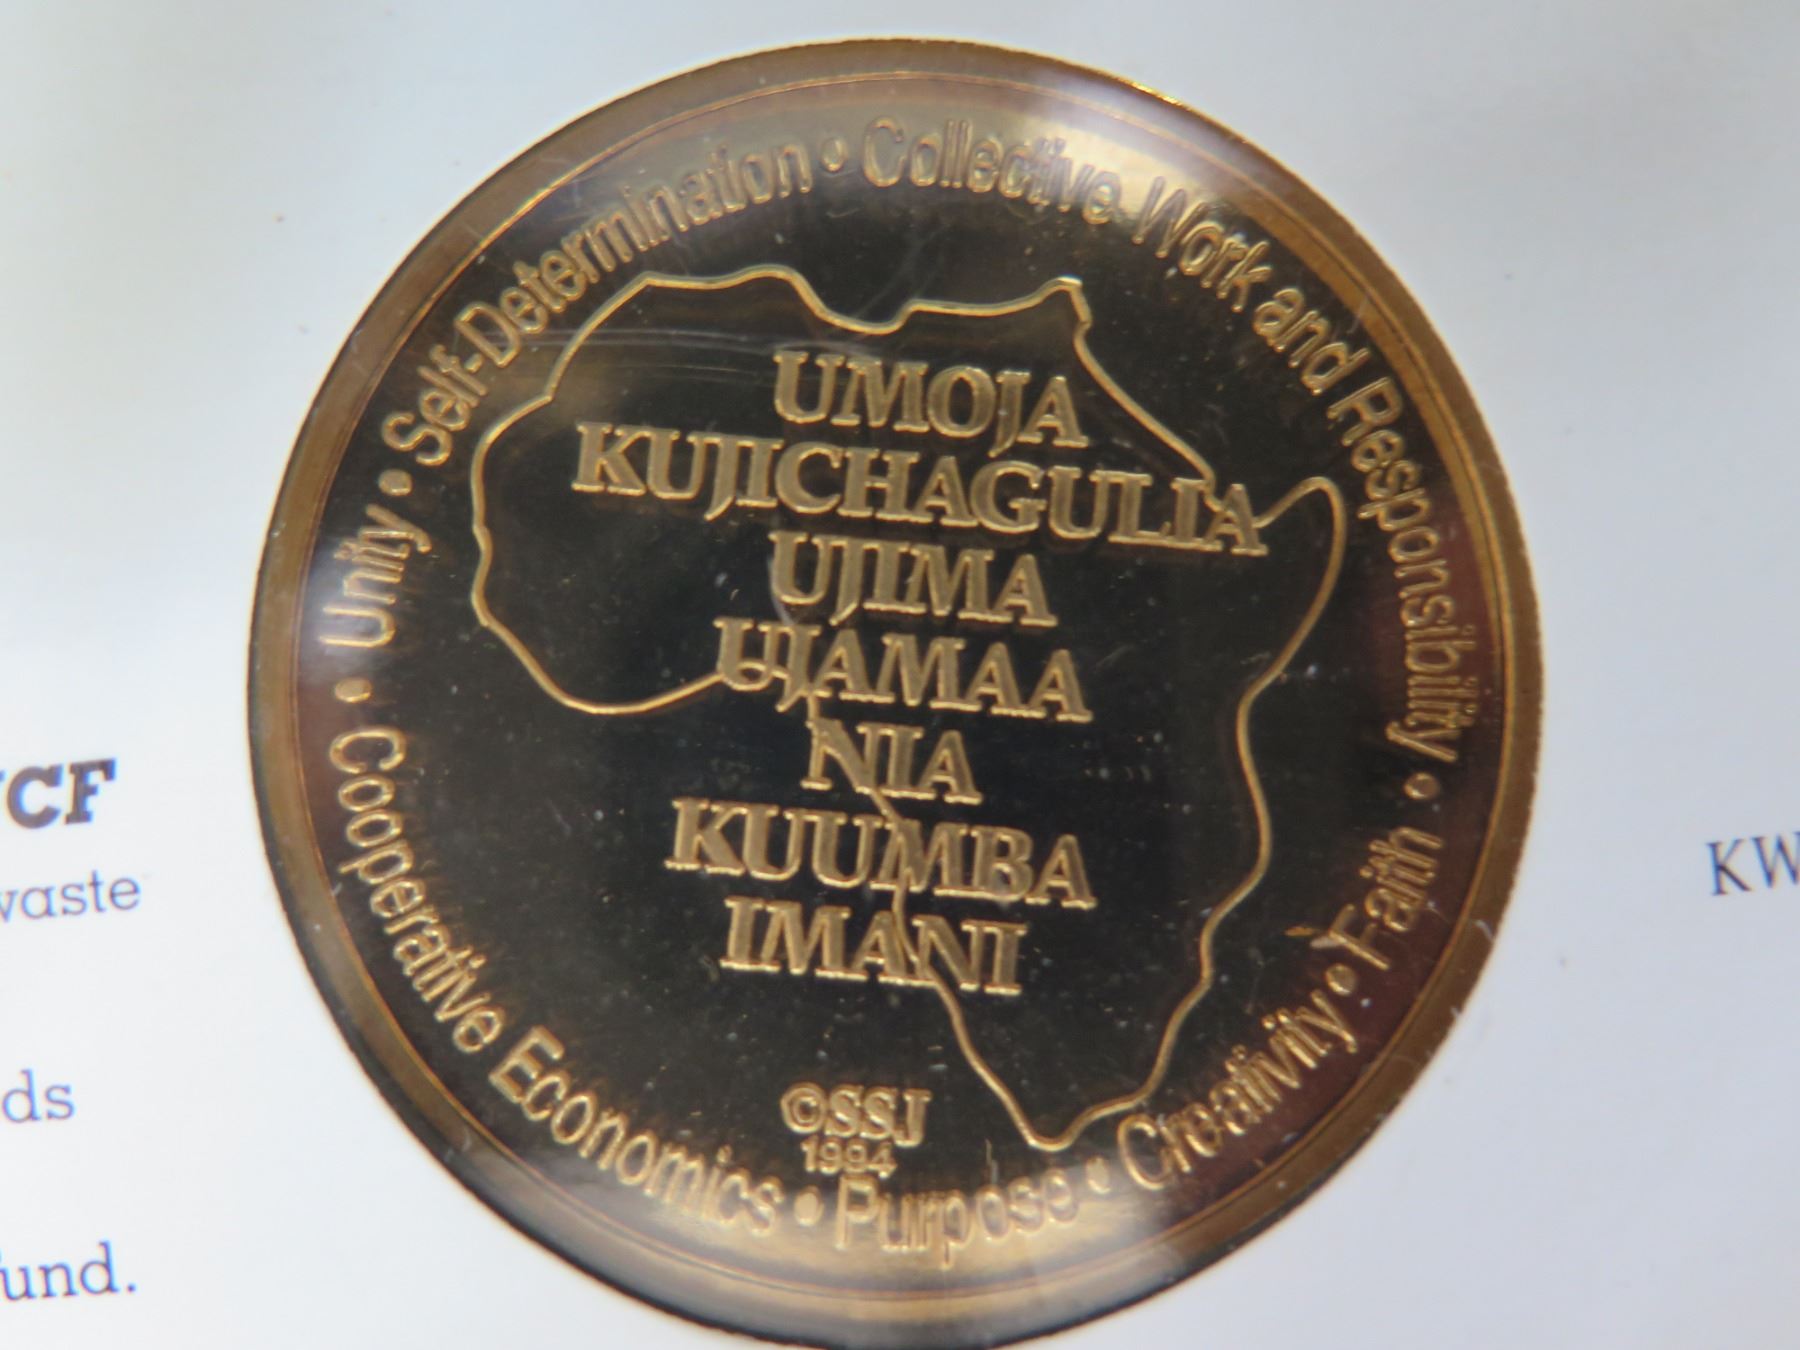 • Unity • Self-Determination • Collective Work and Responsibility • Faith • Creativity • Purpose • Cooperative Economics
UMOJA
KUJICHAGULIA
UJIMA
UJAMAA
NIA
KUUMBA
IMANI
©SSJ
1994
CF
waste
ds
und.
KW